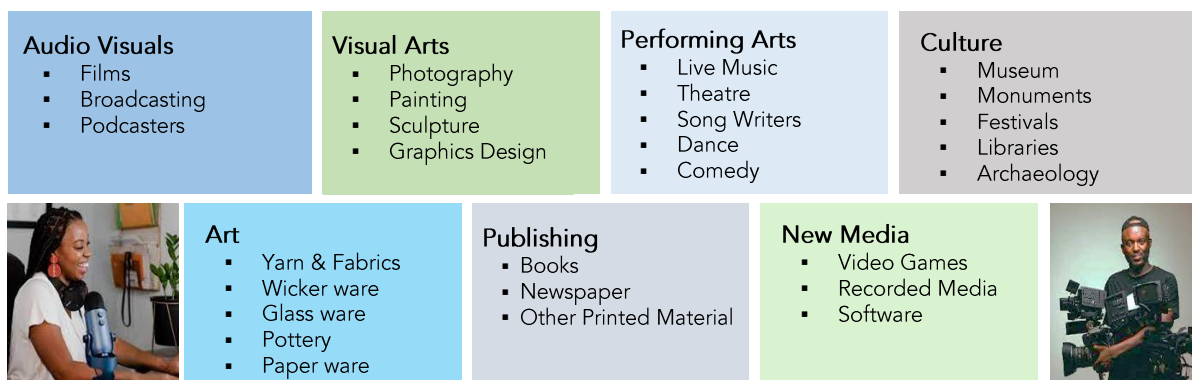 Audio Visuals
▪ Films
▪ Broadcasting
▪ Podcasters
Visual Arts
▪ Photography
▪ Painting
▪ Sculpture
▪ Graphics Design
Performing Arts
▪ Live Music
▪ Theatre
▪ Song Writers
▪ Dance
▪ Comedy
Culture
▪ Museum
▪ Monuments
▪ Festivals
▪ Libraries
▪ Archaeology
Art
▪ Yarn & Fabrics
▪ Wicker ware
▪ Glass ware
▪ Pottery
▪ Paper ware
Publishing
▪ Books
▪ Newspaper
▪ Other Printed Material
New Media
▪ Video Games
▪ Recorded Media
▪ Software